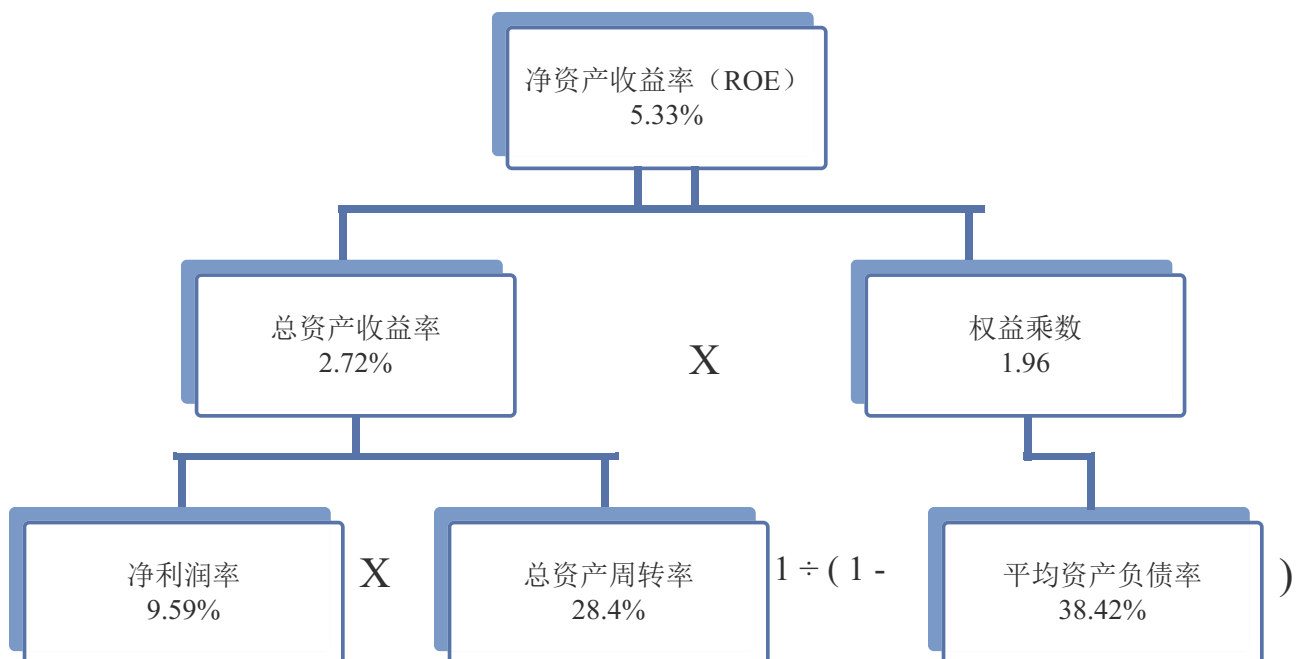 净资产收益率（ROE）
5.33%
总资产收益率
2.72%
X
权益乘数
1.96
净利润率
9.59%
X
总资产周转率
28.4%
1 ÷ ( 1 -
平均资产负债率
38.42%
)